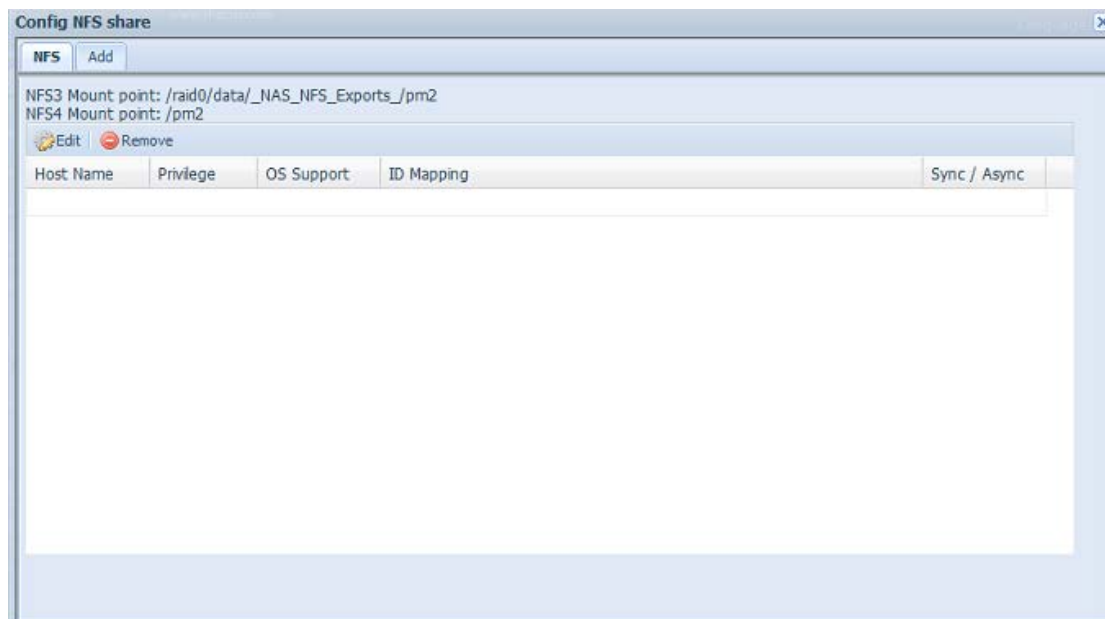 Config NFS share
NFS Add
NFS3 Mount point: /raid0/data/_NAS_NFS_Exports_/pm2
NFS4 Mount point: /pm2
Edit Remove
Host Name Privilege OS Support ID Mapping Sync / Async